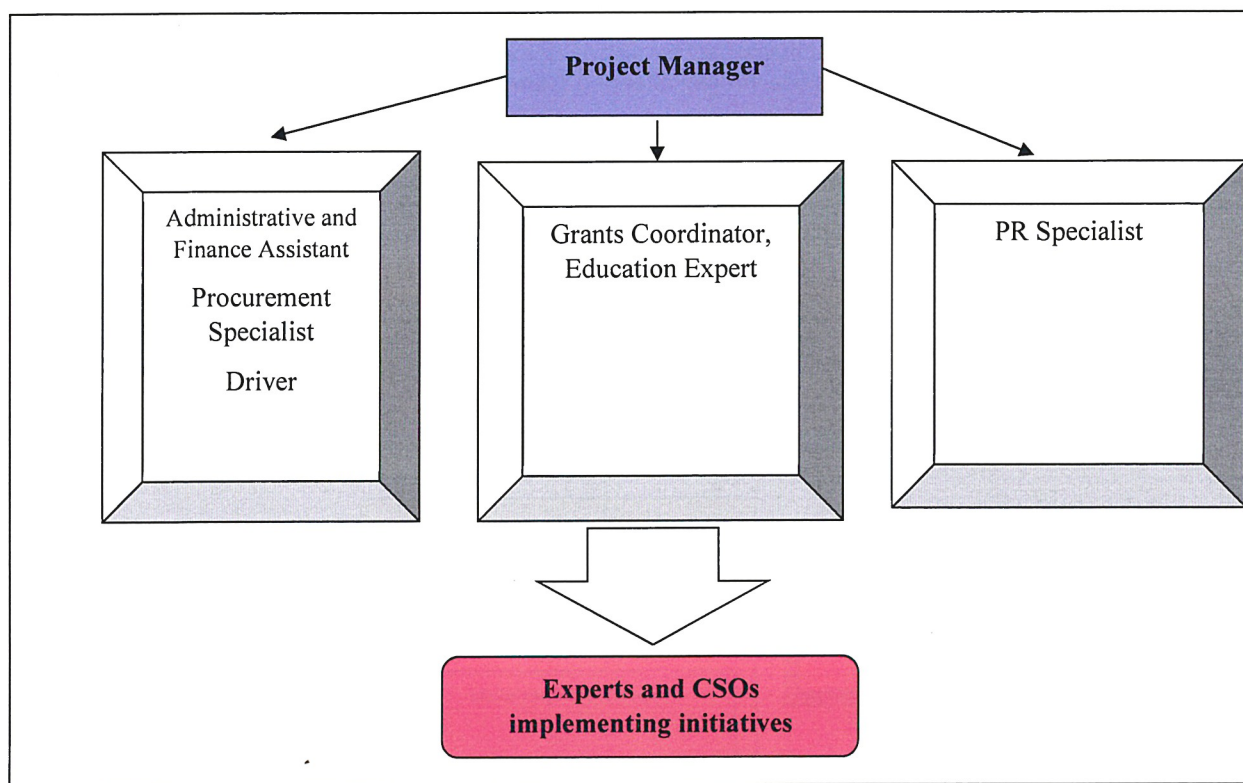 Project Manager
Administrative and
Finance Assistant
Procurement
Specialist
Driver
Grants Coordinator,
Education Expert
PR Specialist
Experts and CSOs
implementing initiatives